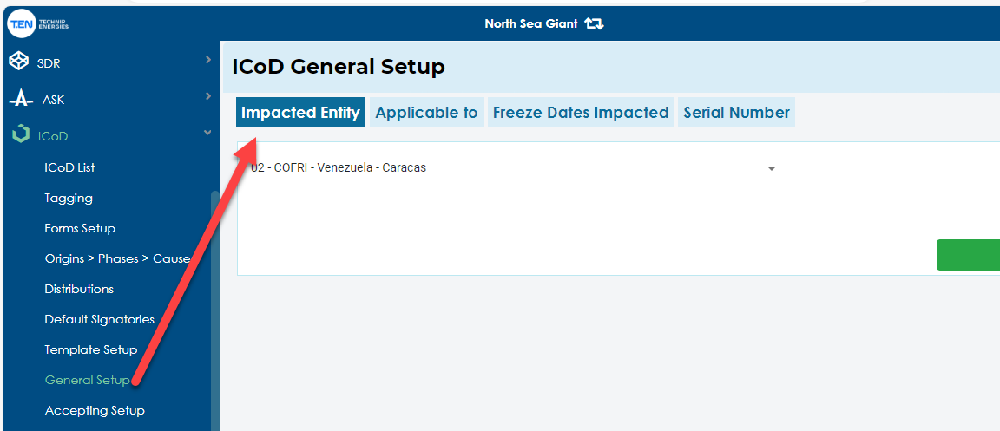 T.EN TECHNIP ENERGIES
North Sea Giant
3DR
ASK
ICoD
ICoD List
Tagging
Forms Setup
Origins > Phases > Cause
Distributions
Default Signatories
Template Setup
General Setup
Accepting Setup
ICoD General Setup
Impacted Entity Applicable to Freeze Dates Impacted Serial Number
02 - COFRI - Venezuela - Caracas